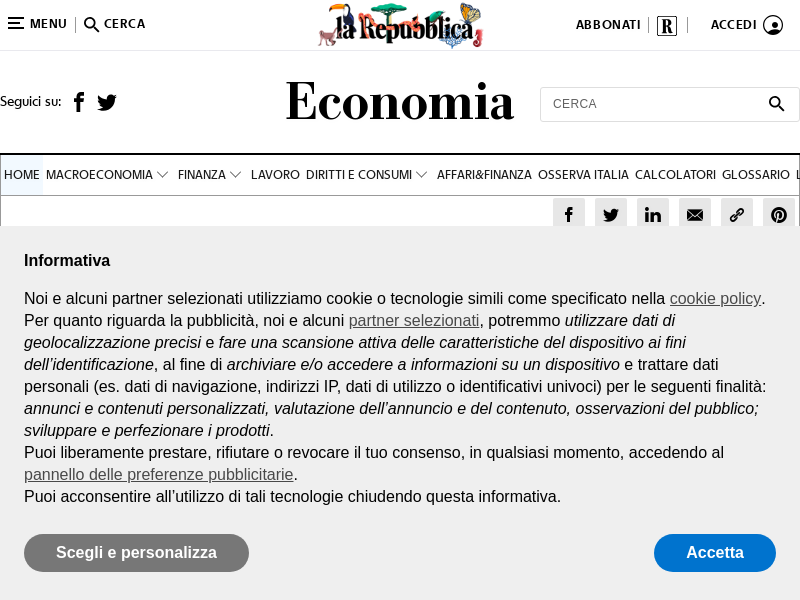 MENU CERCA la Repubblica ABBONATI R ACCEDI
Seguici su: Economia CERCA
HOME MACROECONOMIA FINANZA LAVORO DIRITTI E CONSUMI AFFARI&FINANZA OSSERVA ITALIA CALCOLATORI GLOSSARIO
Informativa
Noi e alcuni partner selezionati utilizziamo cookie o tecnologie simili come specificato nella cookie policy.
Per quanto riguarda la pubblicità, noi e alcuni partner selezionati, potremmo utilizzare dati di
geolocalizzazione precisi e fare una scansione attiva delle caratteristiche del dispositivo ai fini
dell’identificazione, al fine di archiviare e/o accedere a informazioni su un dispositivo e trattare dati
personali (es. dati di navigazione, indirizzi IP, dati di utilizzo o identificativi univoci) per le seguenti finalità:
annunci e contenuti personalizzati, valutazione dell’annuncio e del contenuto, osservazioni del pubblico;
sviluppare e perfezionare i prodotti.
Puoi liberamente prestare, rifiutare o revocare il tuo consenso, in qualsiasi momento, accedendo al
pannello delle preferenze pubblicitarie.
Puoi acconsentire all’utilizzo di tali tecnologie chiudendo questa informativa.
Scegli e personalizza Accetta